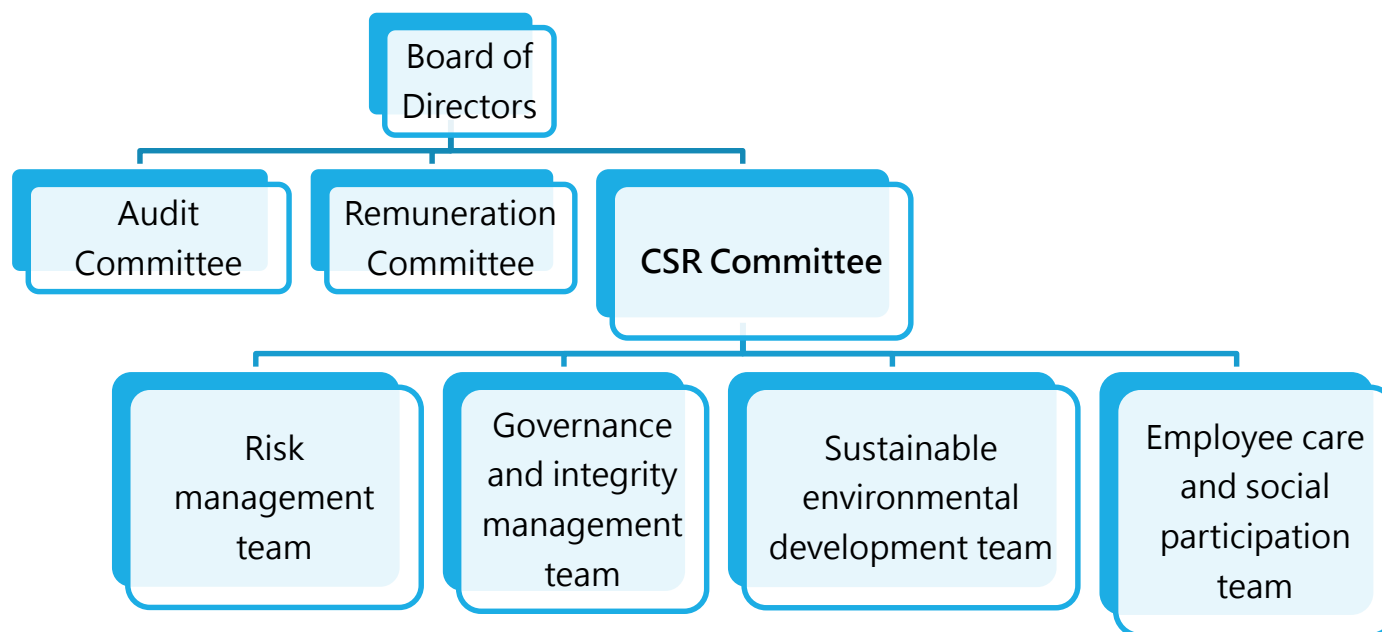 Board of
Directors
Audit
Committee
Remuneration
Committee
CSR Committee
Risk
management
team
Governance
and integrity
management
team
Sustainable
environmental
development team
Employee care
and social
participation
team